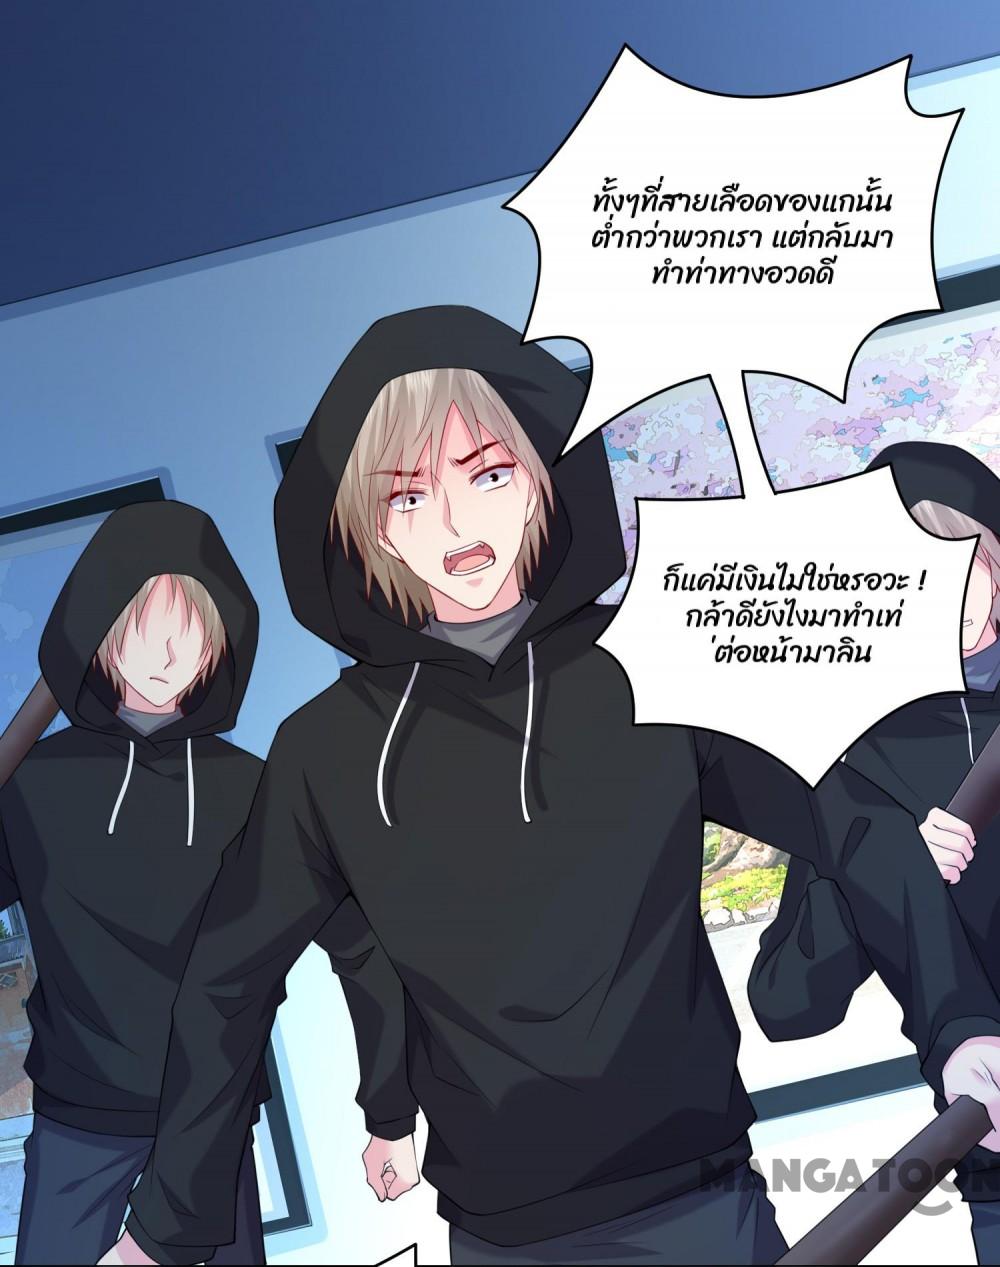 ทั้งๆที่สายเลือดของแกนั้น
ต่ำกว่าพวกเรา แต่กลับมา
ทำท่าทางอวดดี
ก็แค่มีเงินไม่ใช่หรอวะ !
กล้าดียังไงมาทำเท่
ต่อหน้ามาลิน
MANGATOON